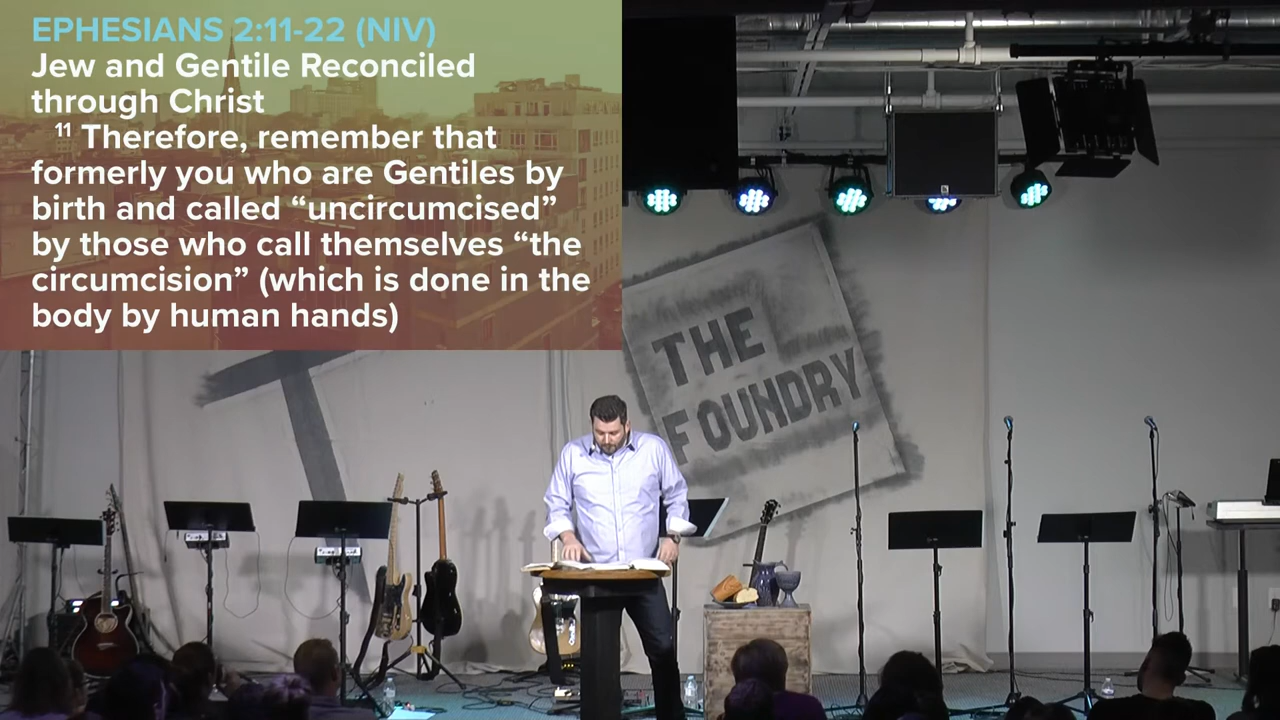 EPHESIANS 2:11-22 (NIV)
Jew and Gentile Reconciled
through Christ
11 Therefore, remember that
formerly you who are Gentiles by
birth and called “uncircumcised”
by those who call themselves “the
circumcision” (which is done in the
body by human hands)
THE
FOUNDRY